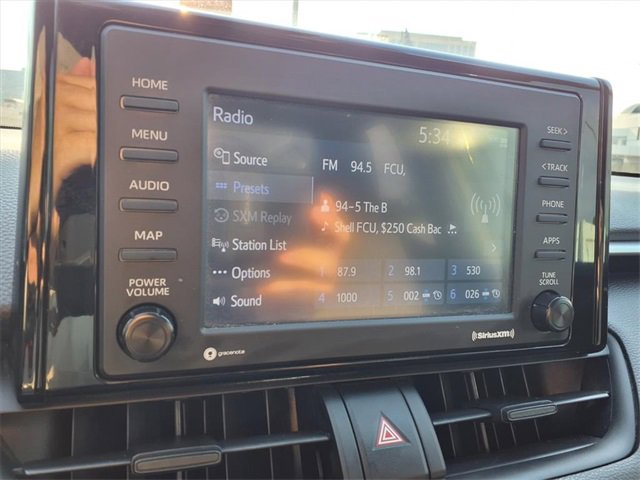 HOME
MENU
AUDIO
MAP
POWER
VOLUME
Radio
5:34
Source
FM 94.5 FCU,
Presets
94-5 The B
SXM Replay
Shell FCU, $250 Cash Bac
Station List
Options
1 87.9 2 98.1 3 530
Sound
4 1000 5 002 6 026
SEEK >
< TRACK
PHONE
APPS
TUNE
SCROLL
gracenote
((SiriusXM))